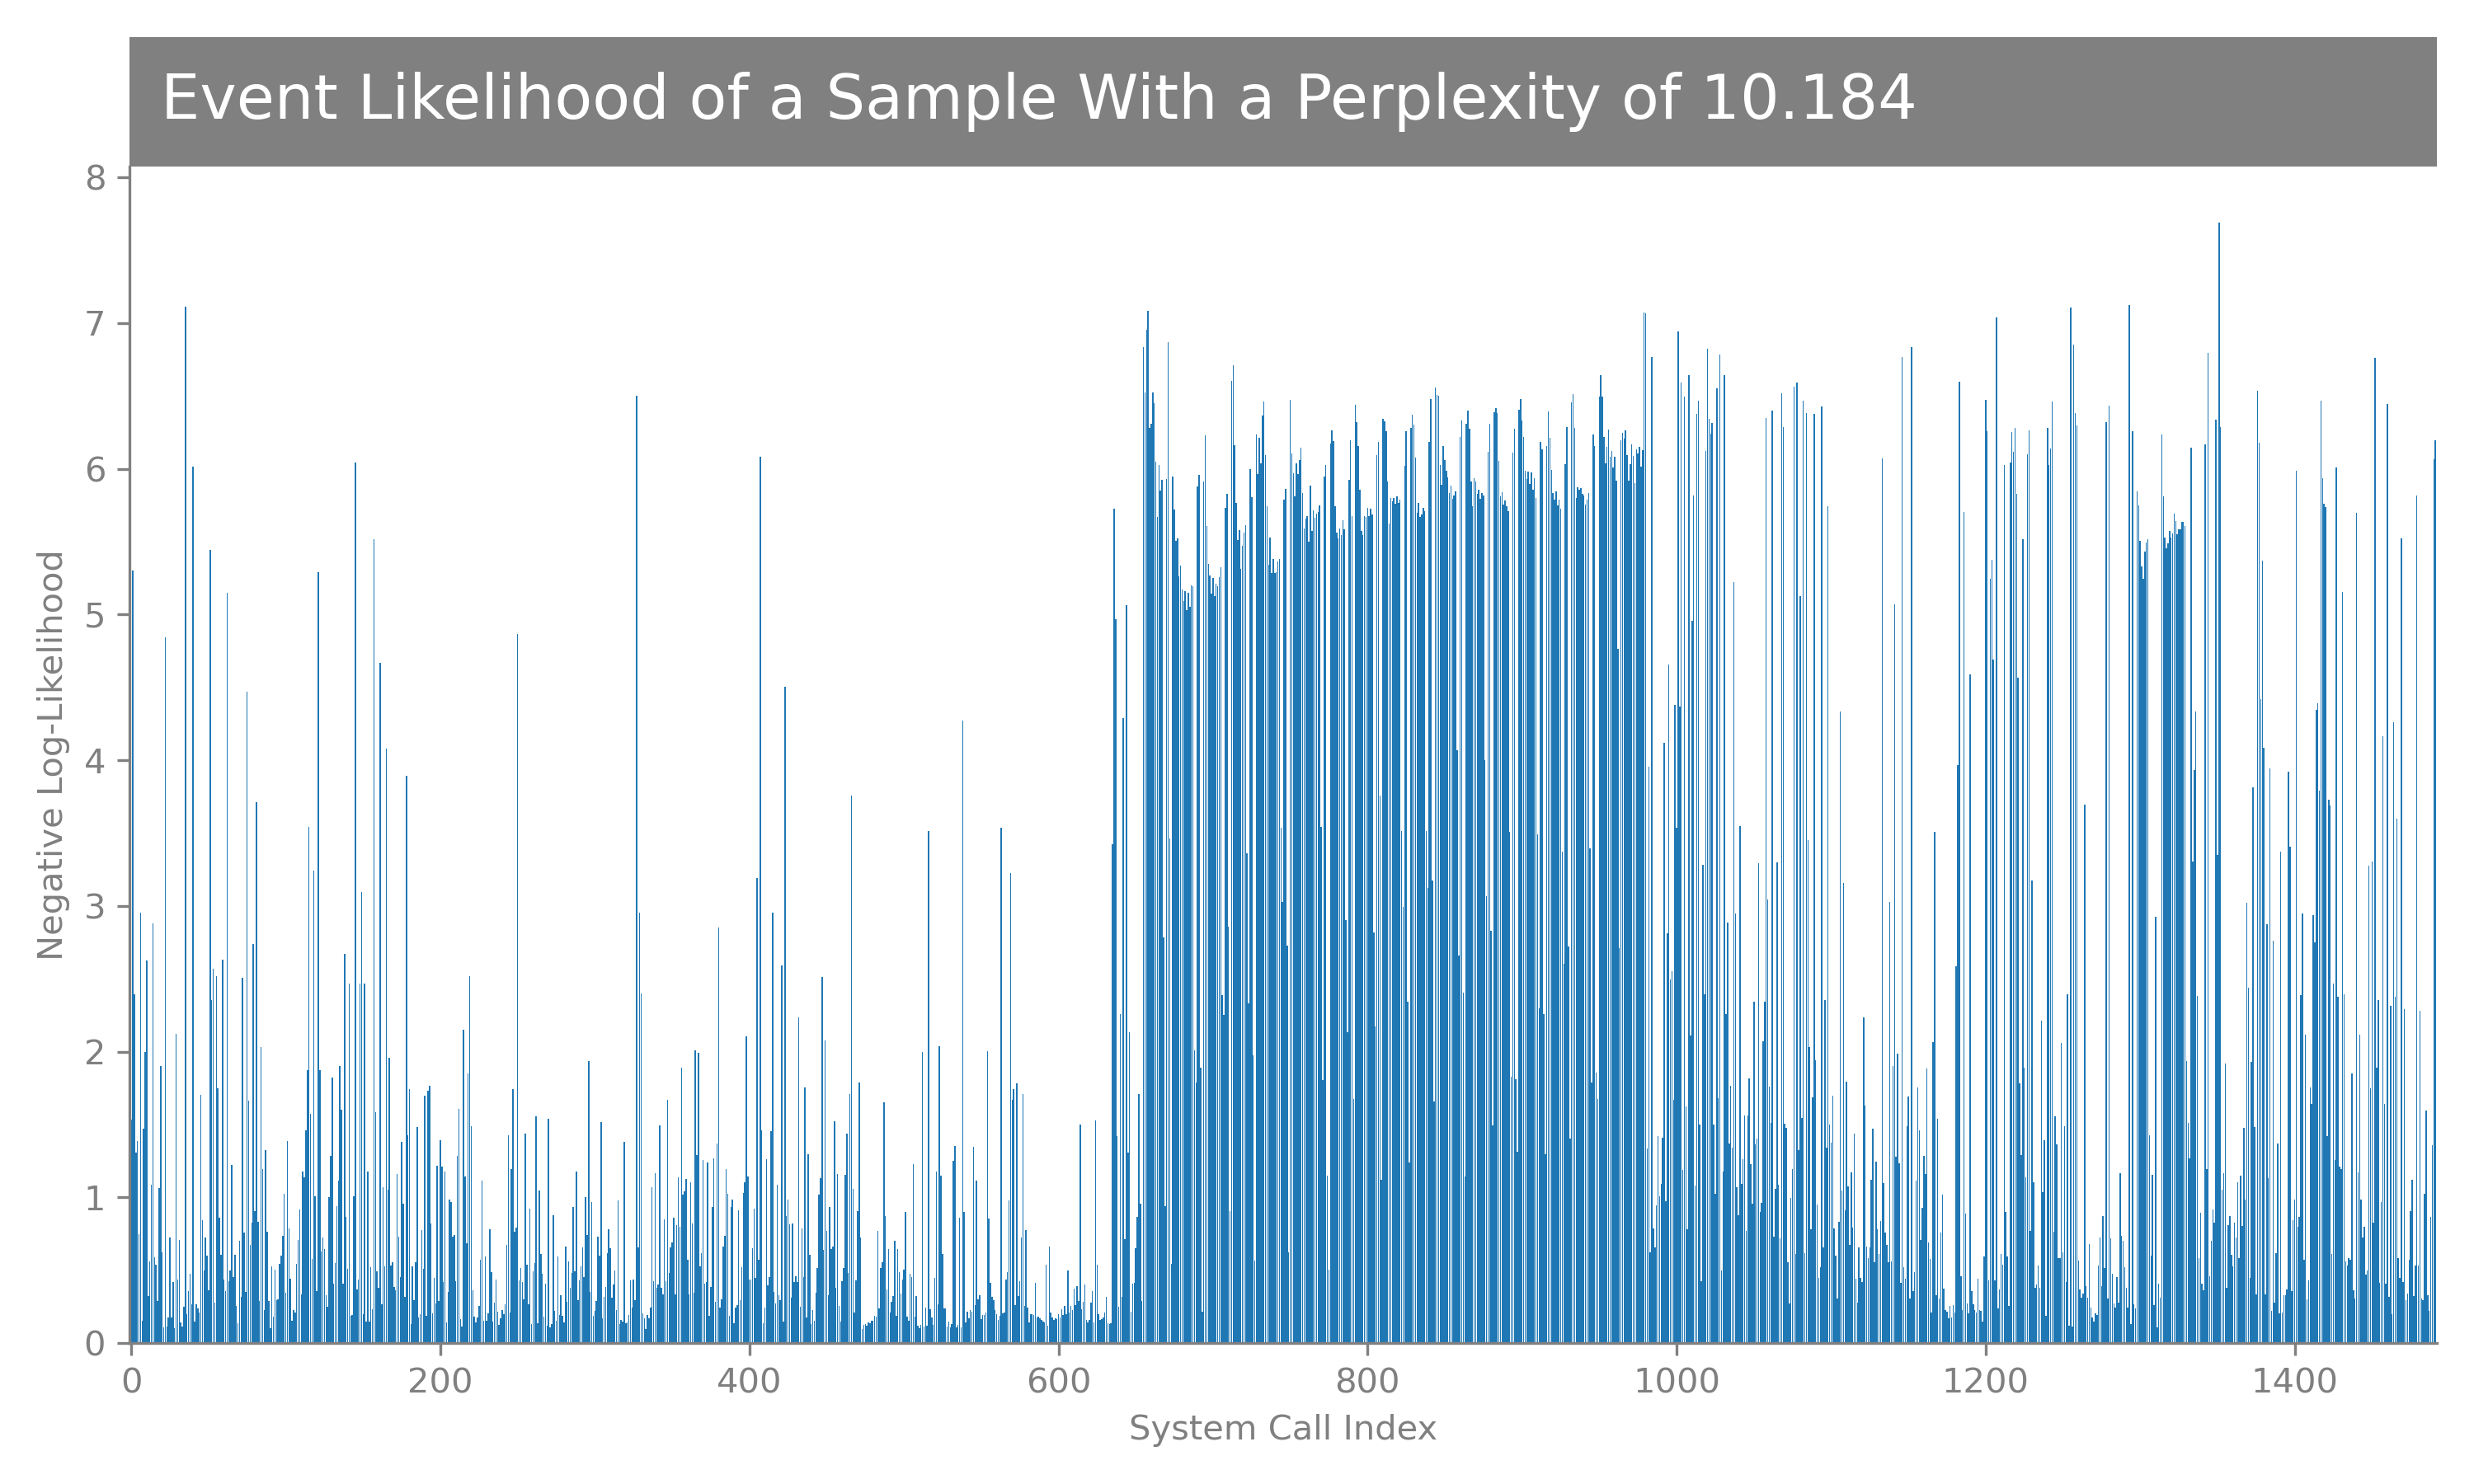 Event Likelihood of a Sample With a Perplexity of 10.184
8
7
6
5
4
3
2
1
0
Negative Log-Likelihood
0 200 400 600 800 1000 1200 1400
System Call Index